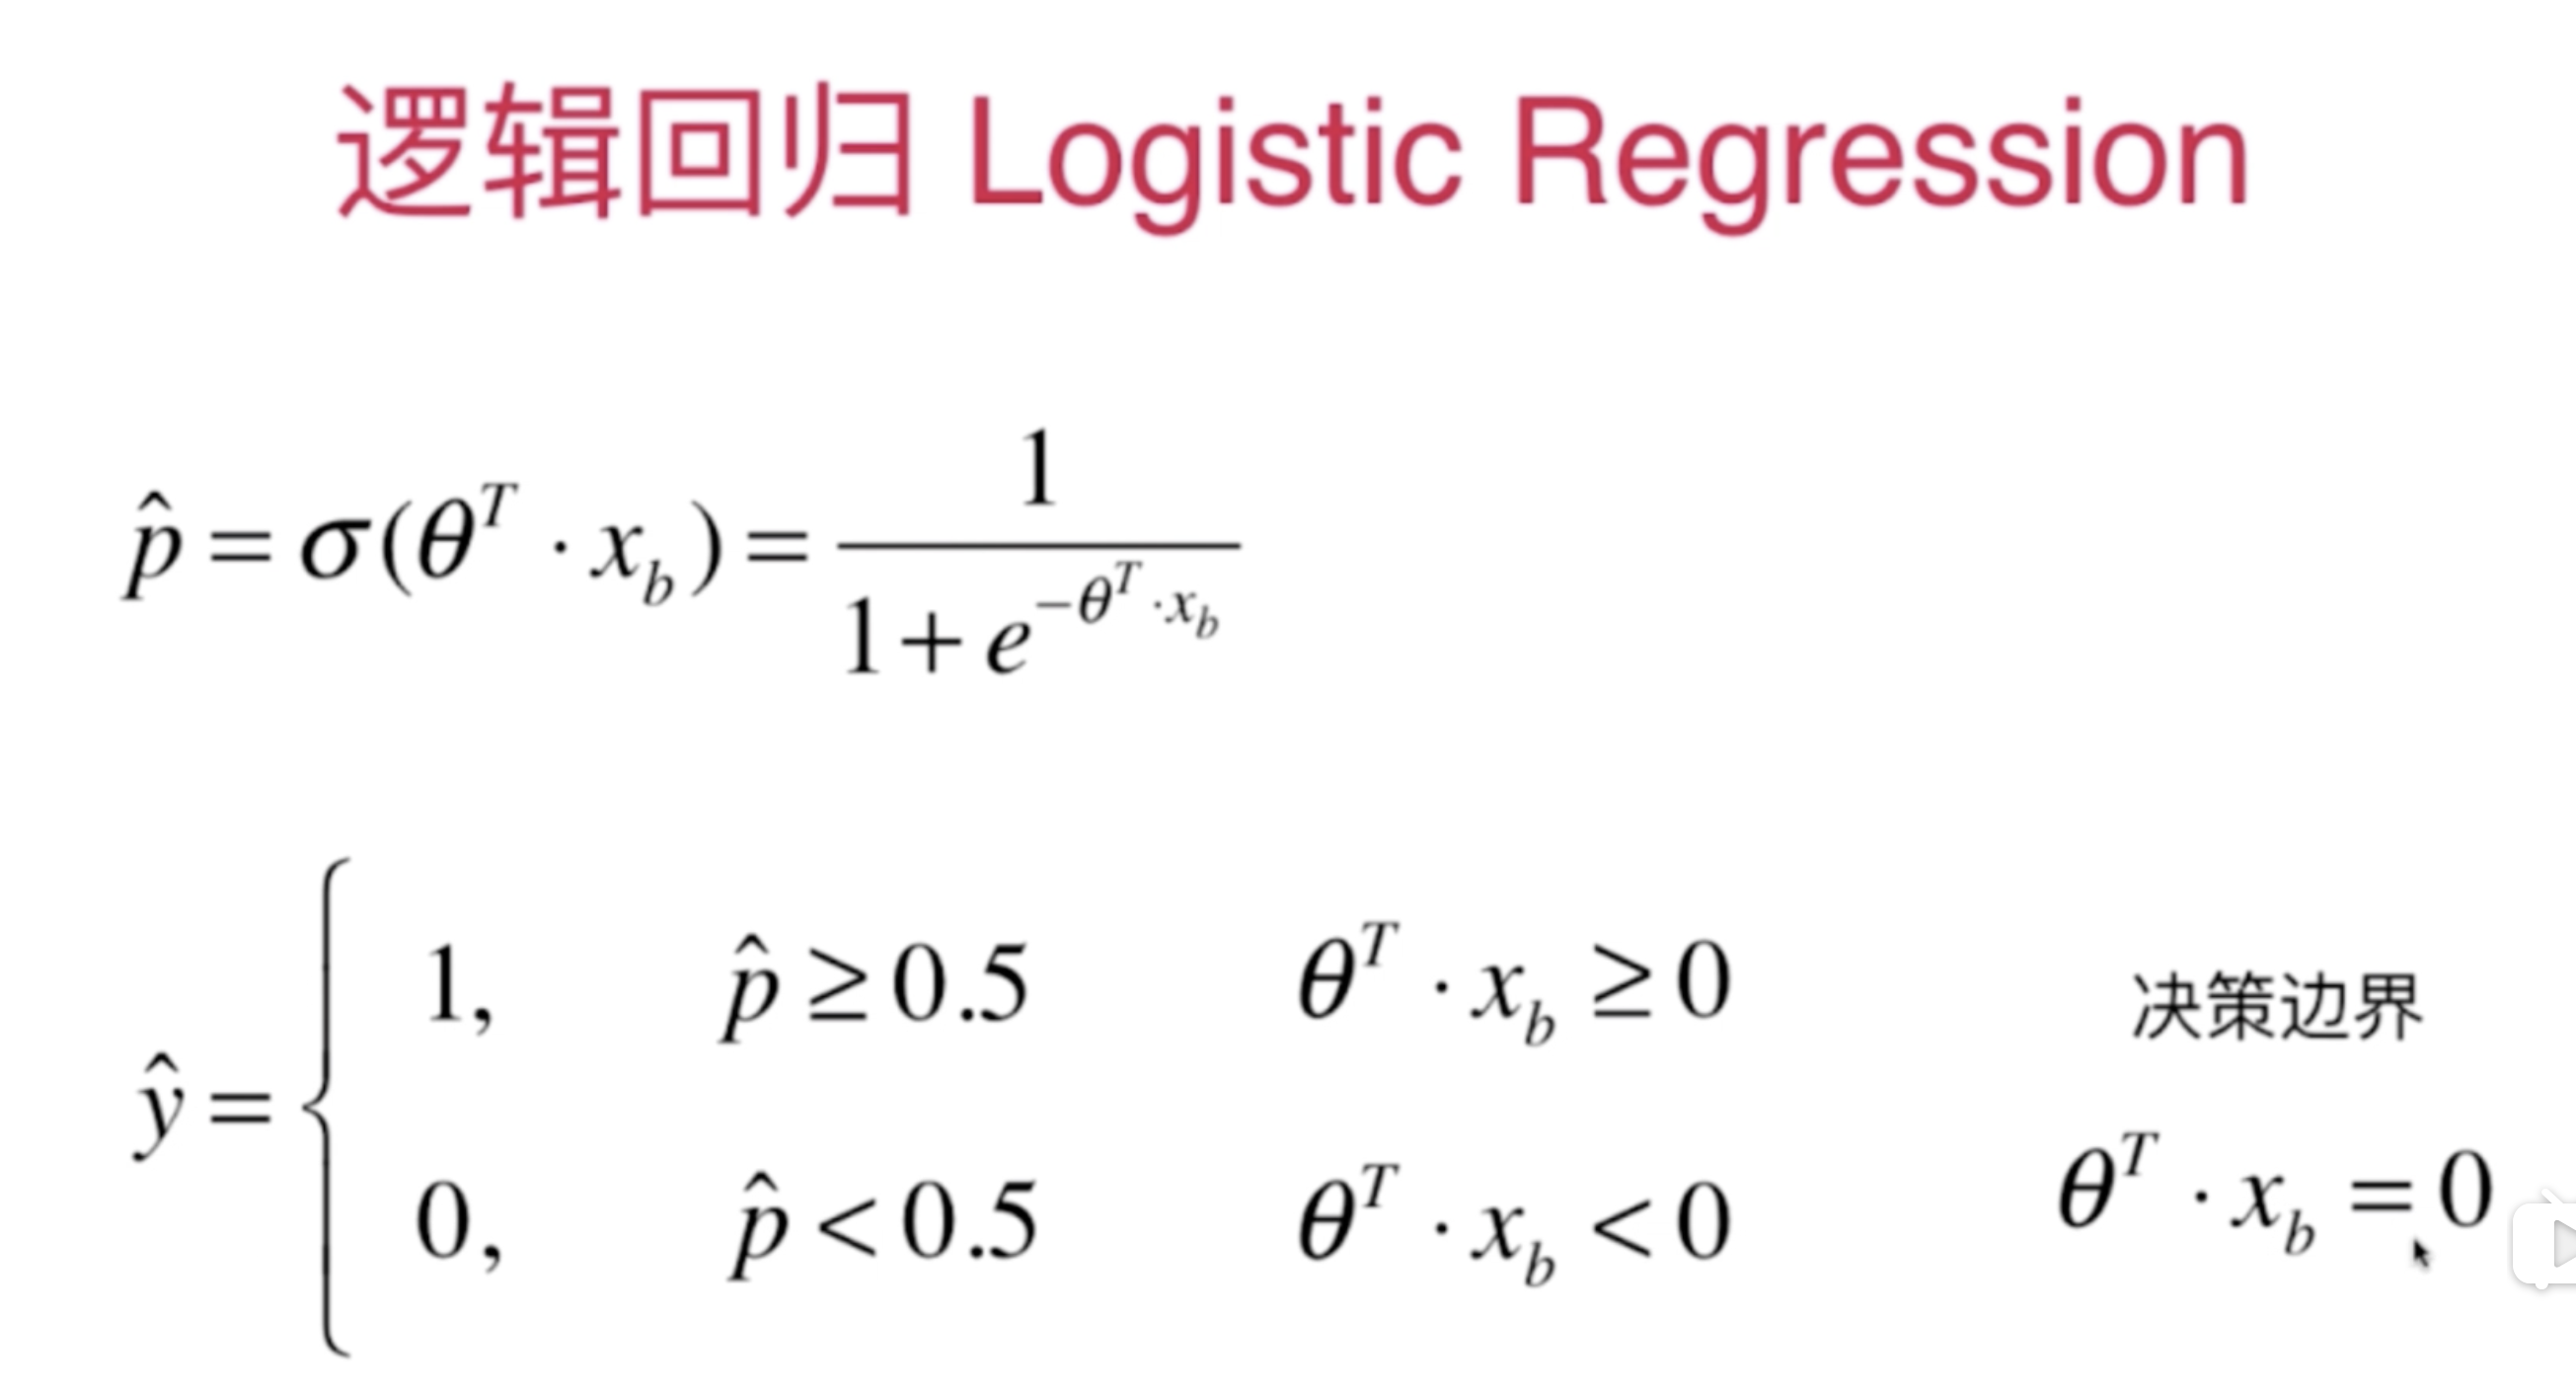 逻辑回归 Logistic Regression
p̂ = σ(θ^T · x_b) = 1 / (1 + e^(−θ^T · x_b))
ŷ = { 1, p̂ ≥ 0.5 θ^T · x_b ≥ 0
0, p̂ < 0.5 θ^T · x_b < 0
决策边界
θ^T · x_b = 0